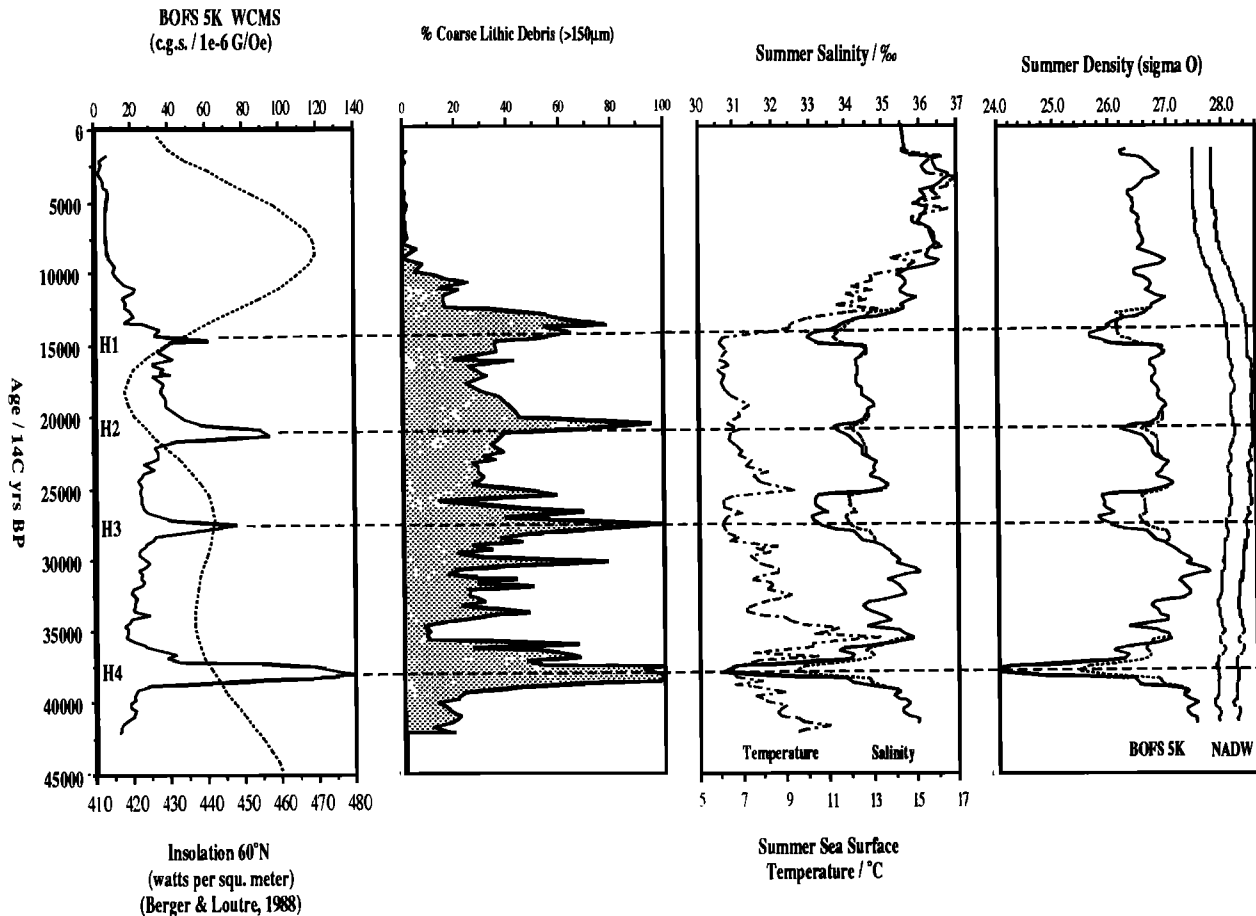 BOFS 5K WCMS
(c.g.s. / 1e-6 G/Oe)
% Coarse Lithic Debris (>150μm)
Summer Salinity / ‰
Summer Density (sigma O)
0 20 40 60 80 100 120 140
0 20 40 60 80 100
30 31 32 33 34 35 36 37
24.0 25.0 26.0 27.0 28.0
0
5000
10000
15000
20000
25000
30000
35000
40000
45000
Age / 14C yrs BP
H1
H2
H3
H4
Temperature
Salinity
BOFS 5K
NADW
410 420 430 440 460 470 480
5 7 9 11 13 15 17
Insolation 60°N
(watts per squ. meter)
(Berger & Loutre, 1988)
Summer Sea Surface
Temperature / °C